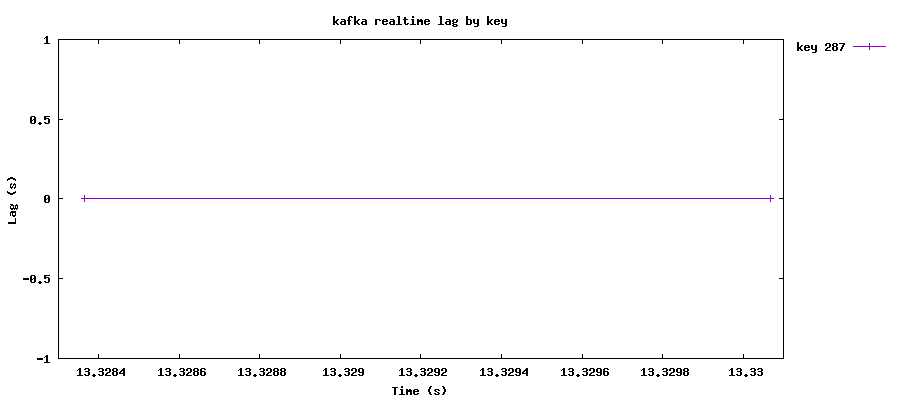 kafka realtime lag by key
key 287
1
0.5
0
-0.5
-1
Lag (s)
13.3284 13.3286 13.3288 13.329 13.3292 13.3294 13.3296 13.3298 13.33
Time (s)